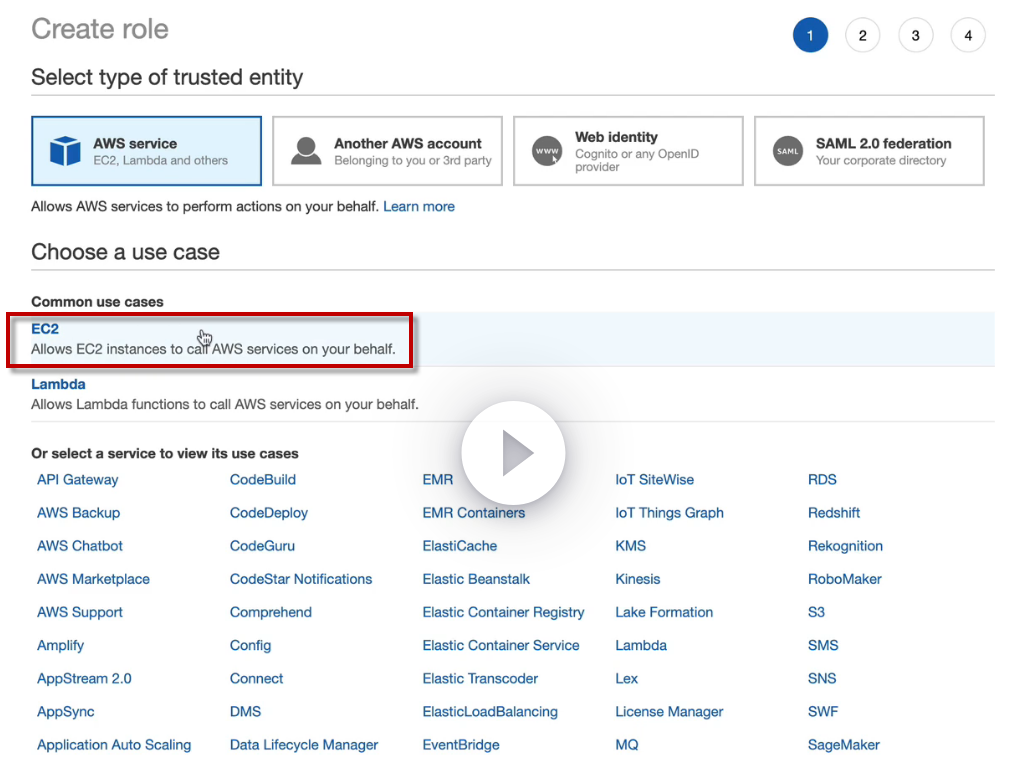 Create role
1 2 3 4
Select type of trusted entity
AWS service
EC2, Lambda and others
Another AWS account
Belonging to you or 3rd party
WWW
Web identity
Cognito or any OpenID
provider
SAML
SAML 2.0 federation
Your corporate directory
Allows AWS services to perform actions on your behalf. Learn more
Choose a use case
Common use cases
EC2
Allows EC2 instances to call AWS services on your behalf.
Lambda
Allows Lambda functions to call AWS services on your behalf.
Or select a service to view its use cases
API Gateway CodeBuild EMR IoT SiteWise RDS
AWS Backup CodeDeploy EMR Containers IoT Things Graph Redshift
AWS Chatbot CodeGuru ElastiCache KMS Rekognition
AWS Marketplace CodeStar Notifications Elastic Beanstalk Kinesis RoboMaker
AWS Support Comprehend Elastic Container Registry Lake Formation S3
Amplify Config Elastic Container Service Lambda SMS
AppStream 2.0 Connect Elastic Transcoder Lex SNS
AppSync DMS ElasticLoadBalancing License Manager SWF
Application Auto Scaling Data Lifecycle Manager EventBridge MQ SageMaker